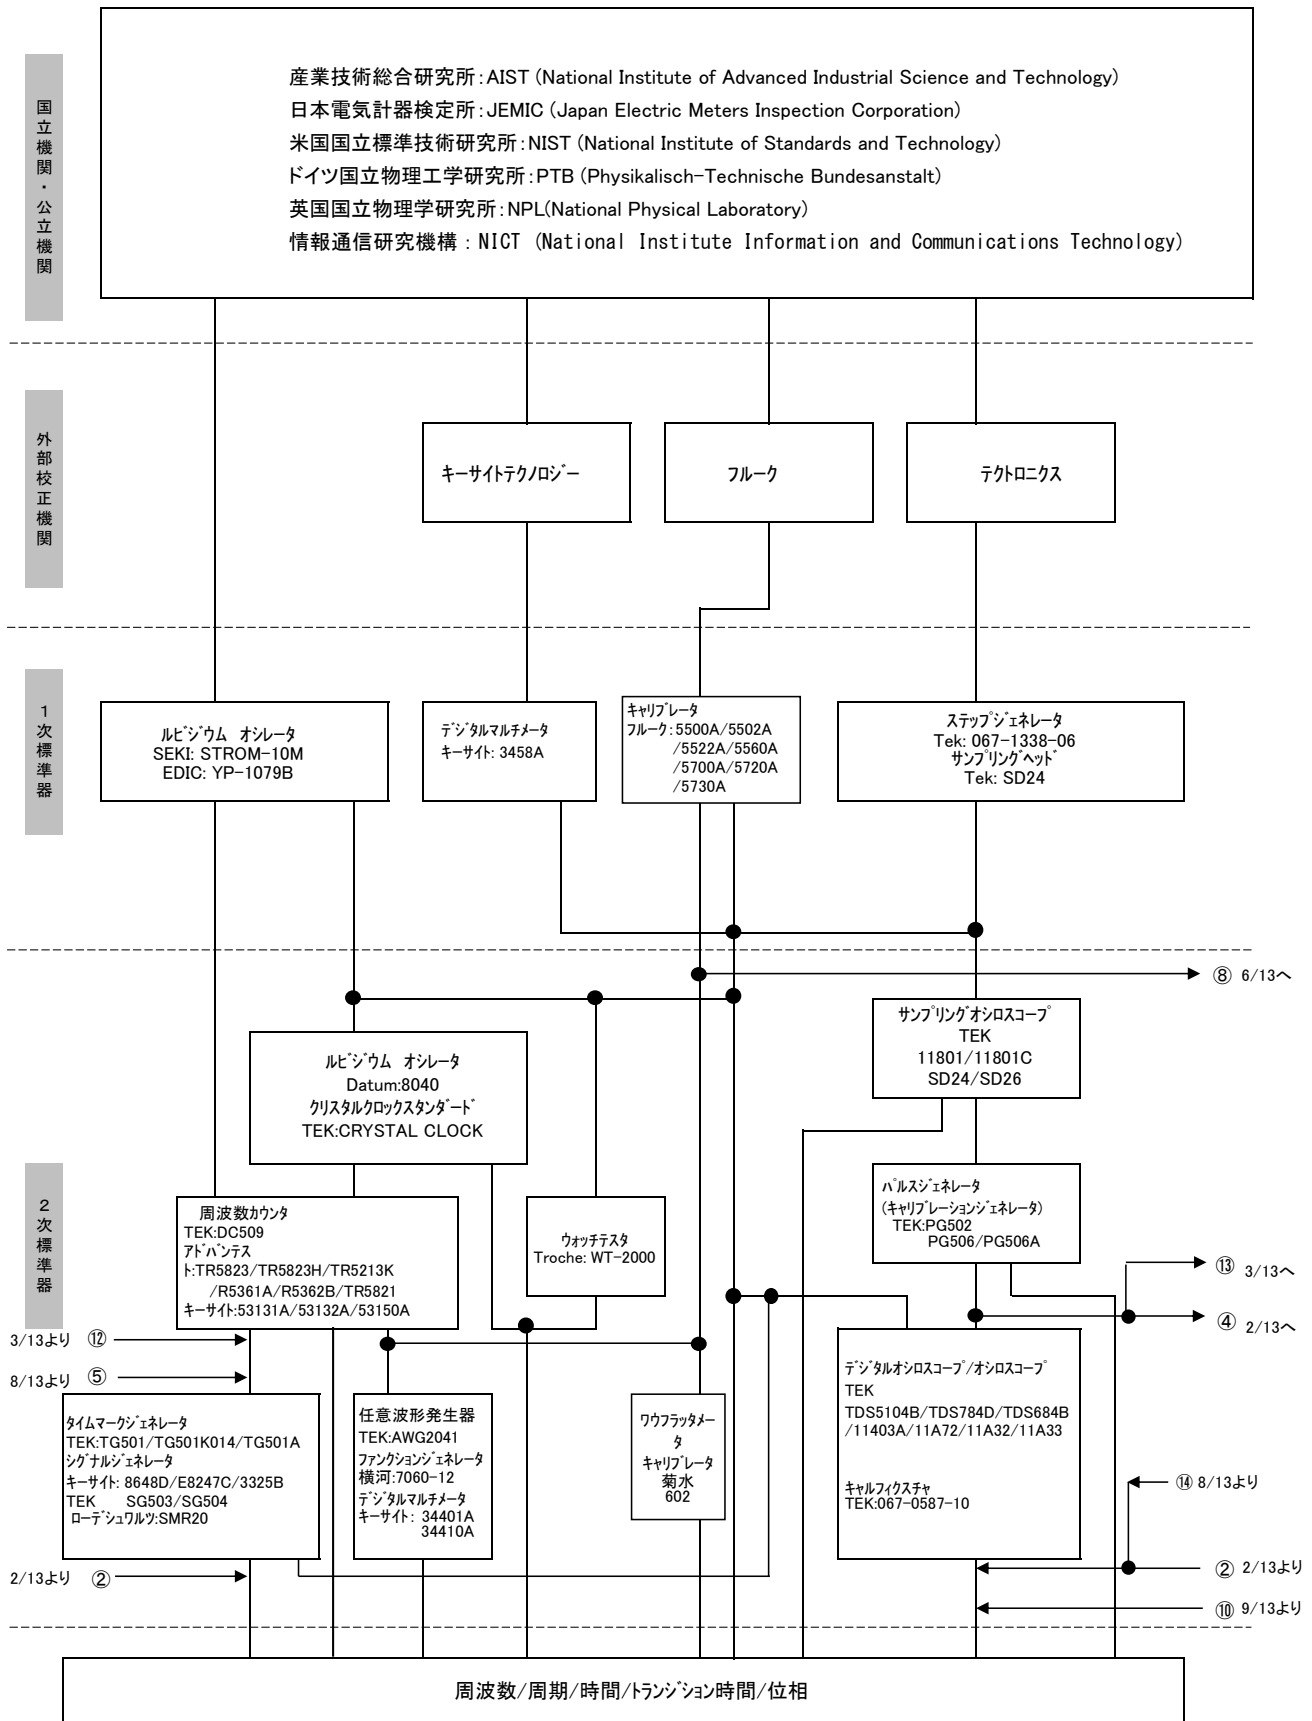 国立機関・公立機関
産業技術総合研究所:AIST (National Institute of Advanced Industrial Science and Technology)
日本電気計器検定所:JEMIC (Japan Electric Meters Inspection Corporation)
米国国立標準技術研究所:NIST (National Institute of Standards and Technology)
ドイツ国立物理工学研究所:PTB (Physikalisch-Technische Bundesanstalt)
英国国立物理学研究所:NPL(National Physical Laboratory)
情報通信研究機構 : NICT (National Institute Information and Communications Technology)
外部校正機関
キーサイトテクノロジー
フルーク
テクトロニクス
1次標準器
ルビジウム オシレータ
SEKI: STROM-10M
EDIC: YP-1079B
デジタルマルチメータ
キーサイト: 3458A
キャリブレータ
フルーク: 5500A/5502A
/5522A/5560A
/5700A/5720A
/5730A
ステップジェネレータ
Tek: 067-1338-06
サンプリングヘッド
Tek: SD24
⑧ 6/13へ
2次標準器
ルビジウム オシレータ
Datum:8040
クリスタルクロックスタンダード
TEK:CRYSTAL CLOCK
サンプリングオシロスコープ
TEK
11801/11801C
SD24/SD26
周波数カウンタ
TEK:DC509
アドバンテス
ト:TR5823/TR5823H/TR5213K
/R5361A/R5362B/TR5821
キーサイト:53131A/53132A/53150A
ウォッチテスタ
Troche: WT-2000
パルスジェネレータ
(キャリブレーションジェネレータ)
TEK:PG502
PG506/PG506A
⑬ 3/13へ
④ 2/13へ
3/13より ⑫
8/13より ⑤
タイムマークジェネレータ
TEK:TG501/TG501K014/TG501A
シグナルジェネレータ
キーサイト: 8648D/E8247C/3325B
TEK SG503/SG504
ローデシュワルツ:SMR20
任意波形発生器
TEK:AWG2041
ファンクションジェネレータ
横河:7060-12
デジタルマルチメータ
キーサイト: 34401A
34410A
ワウフラッタメー
タ
キャリブレータ
菊水
602
デジタルオシロスコープ/オシロスコープ
TEK
TDS5104B/TDS784D/TDS684B
/11403A/11A72/11A32/11A33
キャルフィクスチャ
TEK:067-0587-10
⑭ 8/13より
2/13より ②
② 2/13より
⑩ 9/13より
周波数/周期/時間/トランジション時間/位相